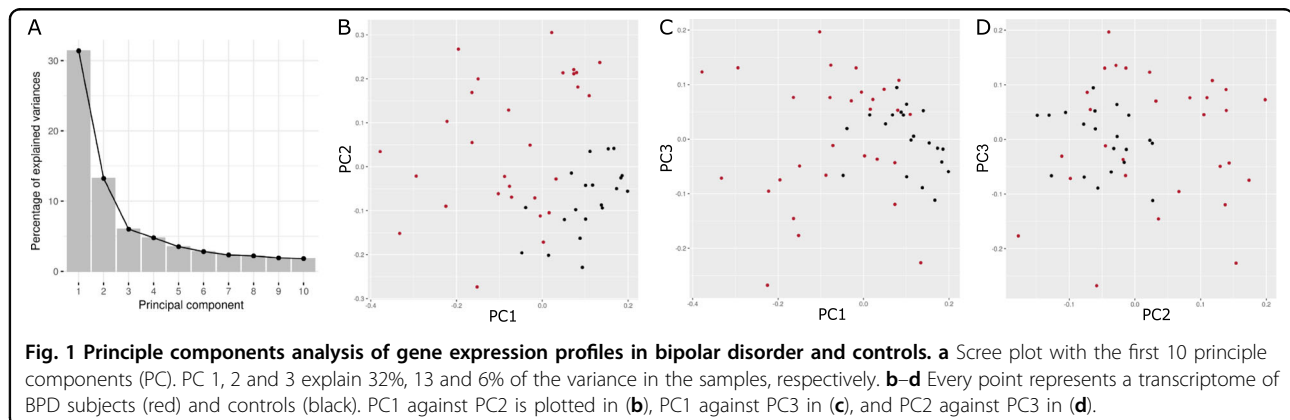 A
B
C
D
Percentage of explained variances
30
20
10
0
1 2 3 4 5 6 7 8 9 10
Principal component
PC2
0.3
0.2
0.1
0.0
-0.1
-0.2
-0.3
-0.4 -0.2 0.0 0.2
PC1
PC3
0.2
0.1
0.0
-0.1
-0.2
-0.4 -0.2 0.0 0.2
PC1
PC3
0.2
0.1
0.0
-0.1
-0.2
-0.1 0.0 0.1 0.2
PC2
Fig. 1 Principle components analysis of gene expression profiles in bipolar disorder and controls. a Scree plot with the first 10 principle
components (PC). PC 1, 2 and 3 explain 32%, 13 and 6% of the variance in the samples, respectively. b–d Every point represents a transcriptome of
BPD subjects (red) and controls (black). PC1 against PC2 is plotted in (b), PC1 against PC3 in (c), and PC2 against PC3 in (d).